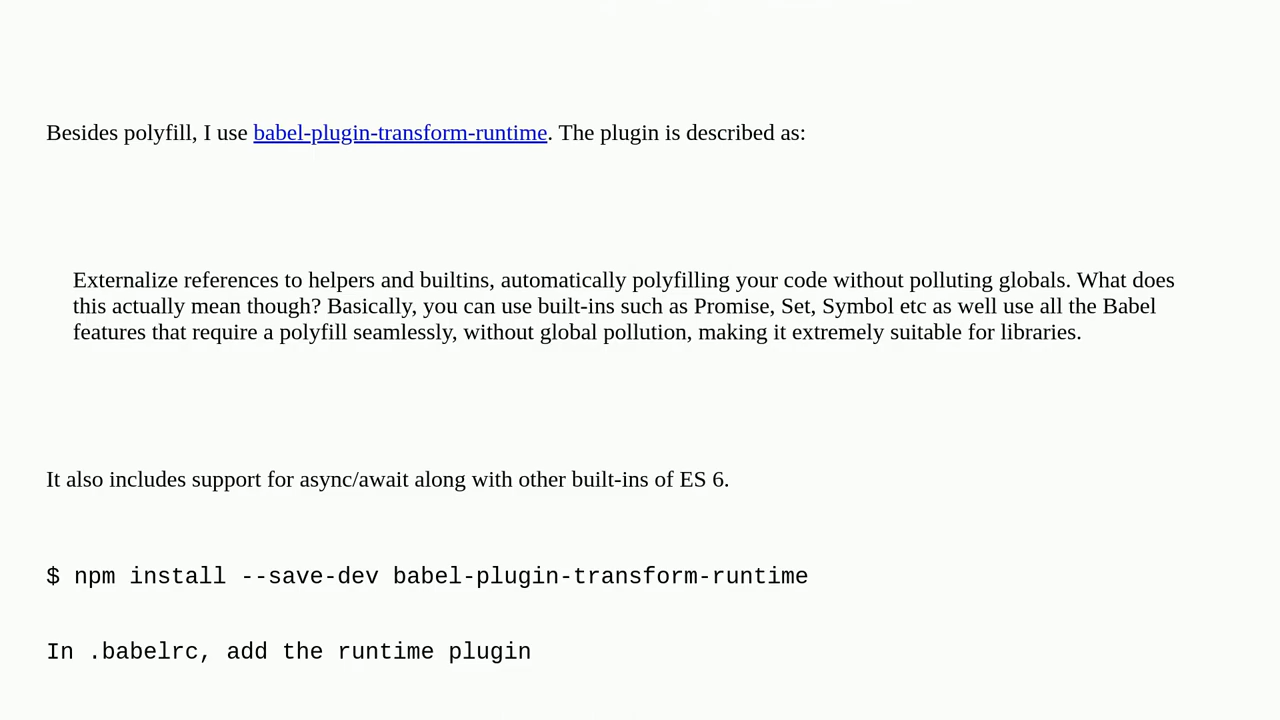 Besides polyfill, I use babel-plugin-transform-runtime. The plugin is described as:
Externalize references to helpers and builtins, automatically polyfilling your code without polluting globals. What does
this actually mean though? Basically, you can use built-ins such as Promise, Set, Symbol etc as well use all the Babel
features that require a polyfill seamlessly, without global pollution, making it extremely suitable for libraries.
It also includes support for async/await along with other built-ins of ES 6.
$ npm install --save-dev babel-plugin-transform-runtime
In .babelrc, add the runtime plugin